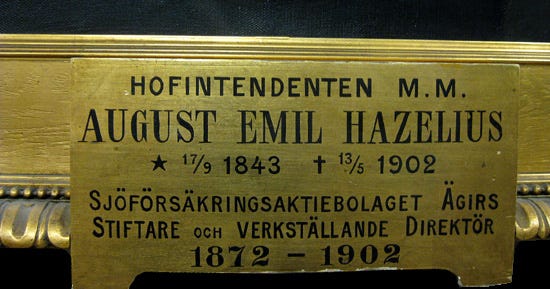 HOFINTENDENTEN M.M.
AUGUST EMIL HAZELIUS
★ 17/9 1843 † 13/5 1902
SJÖFÖRSÄKRINGSAKTIEBOLAGET ÄGIRS
STIFTARE OCH VERKSTÄLLANDE DIREKTÖR
1872 - 1902